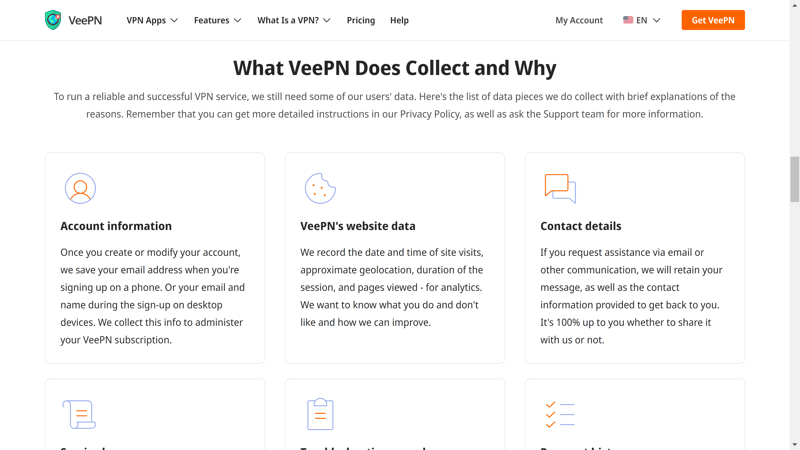 VeePN VPN Apps Features What Is a VPN? Pricing Help My Account EN Get VeePN
What VeePN Does Collect and Why
To run a reliable and successful VPN service, we still need some of our users' data. Here's the list of data pieces we do collect with brief explanations of the
reasons. Remember that you can get more detailed instructions in our Privacy Policy, as well as ask the Support team for more information.
Account information
Once you create or modify your account,
we save your email address when you're
signing up on a phone. Or your email and
name during the sign-up on desktop
devices. We collect this info to administer
your VeePN subscription.
VeePN's website data
We record the date and time of site visits,
approximate geolocation, duration of the
session, and pages viewed - for analytics.
We want to know what you do and don't
like and how we can improve.
Contact details
If you request assistance via email or
other communication, we will retain your
message, as well as the contact
information provided to get back to you.
It's 100% up to you whether to share it
with us or not.